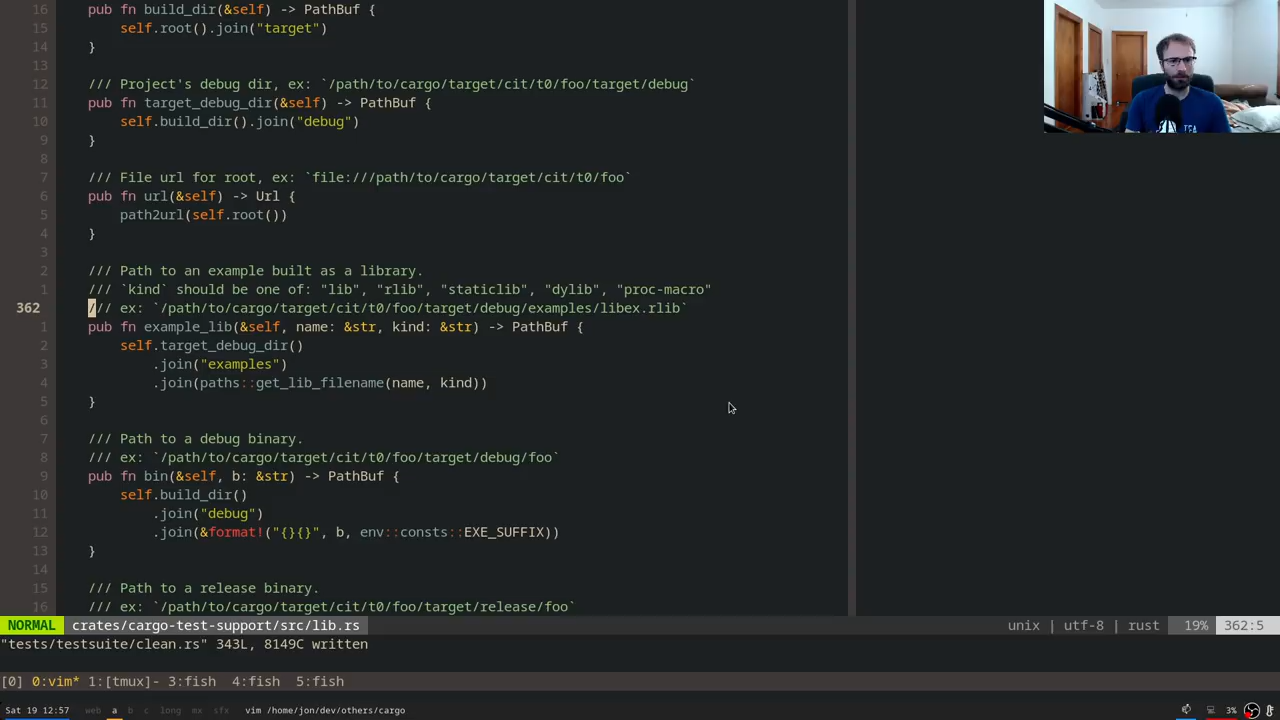 16 pub fn build_dir(&self) -> PathBuf {
15 self.root().join("target")
14 }
13
12 /// Project's debug dir, ex: `/path/to/cargo/target/cit/t0/foo/target/debug`
11 pub fn target_debug_dir(&self) -> PathBuf {
10 self.build_dir().join("debug")
9 }
8
7 /// File url for root, ex: `file:///path/to/cargo/target/cit/t0/foo`
6 pub fn url(&self) -> Url {
5 path2url(self.root())
4 }
3
2 /// Path to an example built as a library.
1 /// `kind` should be one of: "lib", "rlib", "staticlib", "dylib", "proc-macro"
362 /// ex: `/path/to/cargo/target/cit/t0/foo/target/debug/examples/libex.rlib`
1 pub fn example_lib(&self, name: &str, kind: &str) -> PathBuf {
2 self.target_debug_dir()
3 .join("examples")
4 .join(paths::get_lib_filename(name, kind))
5 }
6
7 /// Path to a debug binary.
8 /// ex: `/path/to/cargo/target/cit/t0/foo/target/debug/foo`
9 pub fn bin(&self, b: &str) -> PathBuf {
10 self.build_dir()
11 .join("debug")
12 .join(&format!("{}{}", b, env::consts::EXE_SUFFIX))
13 }
14
15 /// Path to a release binary.
16 /// ex: `/path/to/cargo/target/cit/t0/foo/target/release/foo`
NORMAL crates/cargo-test-support/src/lib.rs unix | utf-8 | rust 19% 362:5
"tests/testsuite/clean.rs" 343L, 8149C written
[0] 0:vim* 1:[tmux]- 3:fish 4:fish 5:fish
Sat 19 12:57 web a b c long mx sfx vim /home/jon/dev/others/cargo 3%